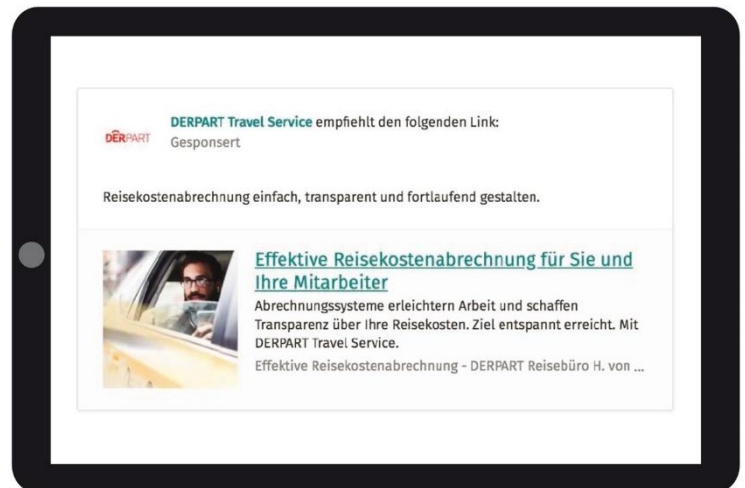 DERPART
DERPART Travel Service empfiehlt den folgenden Link:
Gesponsert
Reisekostenabrechnung einfach, transparent und fortlaufend gestalten.
Effektive Reisekostenabrechnung für Sie und
Ihre Mitarbeiter
Abrechnungssysteme erleichtern Arbeit und schaffen
Transparenz über Ihre Reisekosten. Ziel entspannt erreicht. Mit
DERPART Travel Service.
Effektive Reisekostenabrechnung - DERPART Reisebüro H. von ...